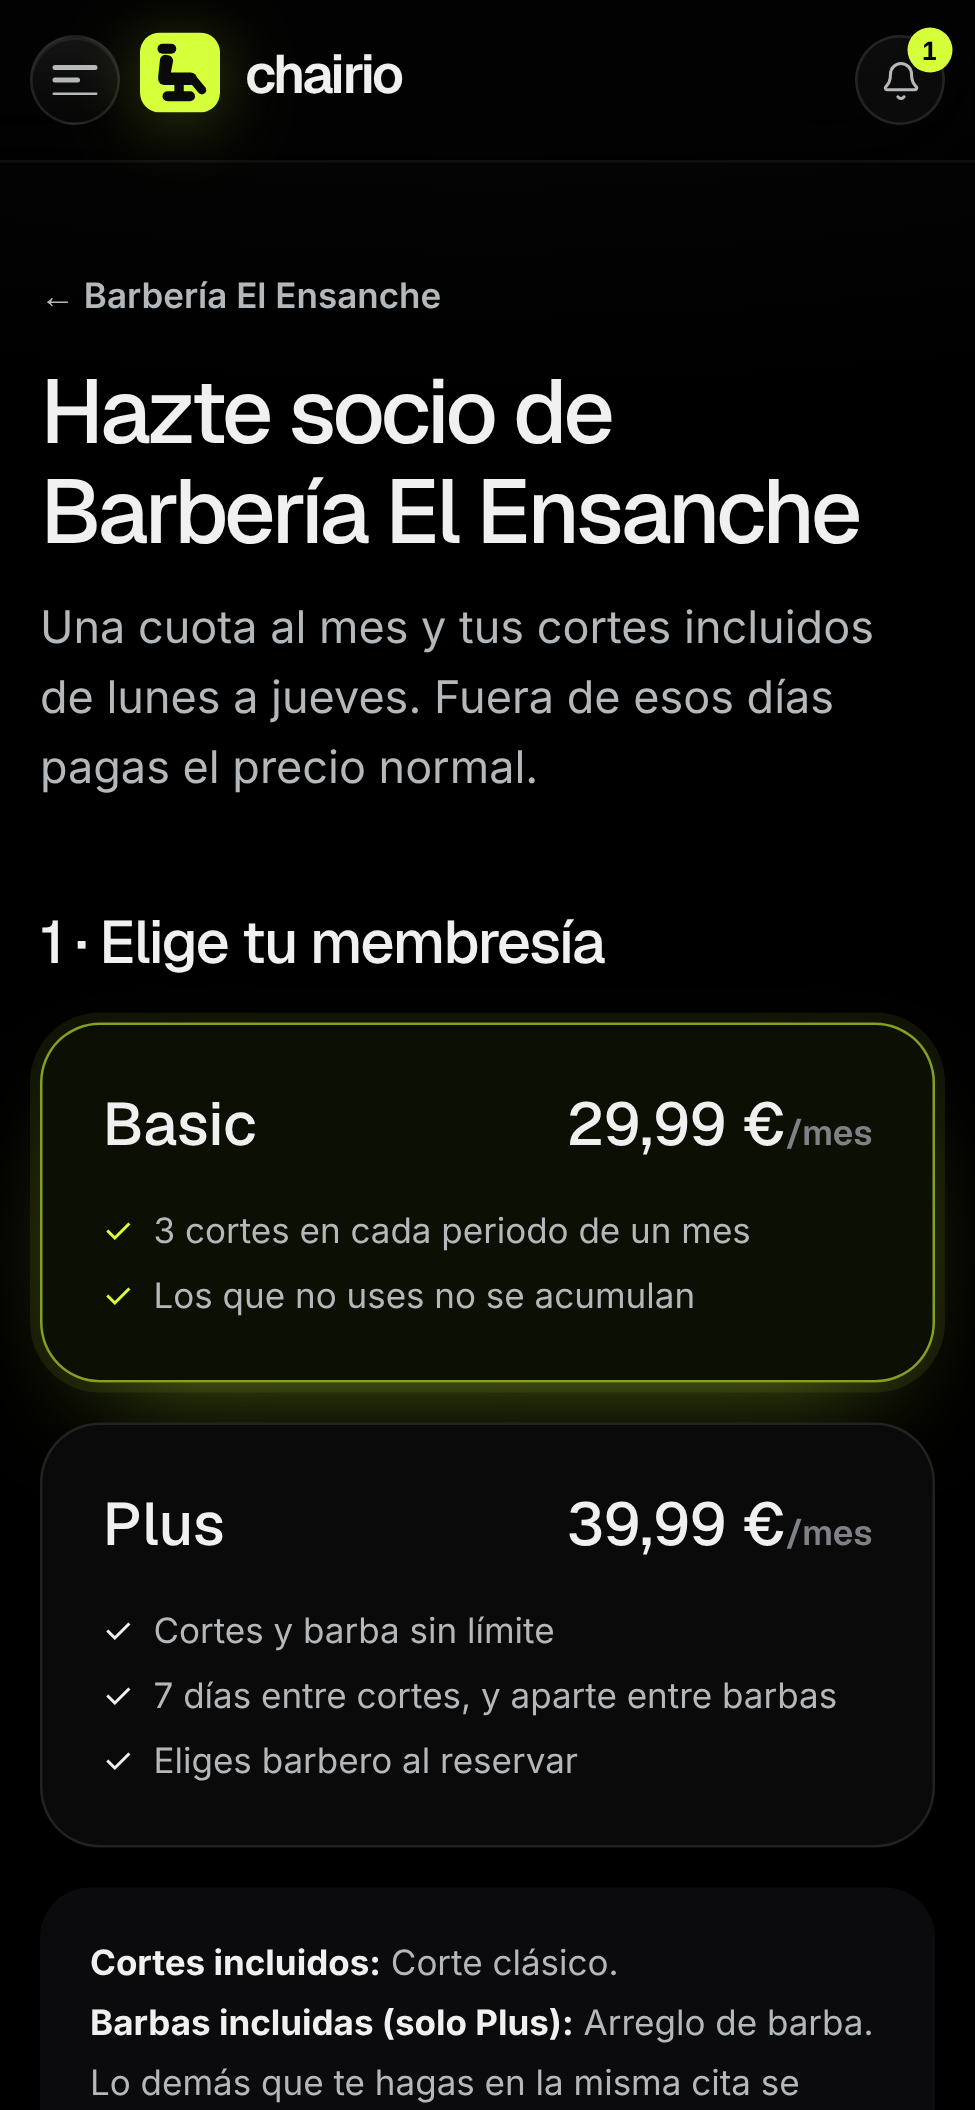 chairio
1
← Barbería El Ensanche
Hazte socio de
Barbería El Ensanche
Una cuota al mes y tus cortes incluidos
de lunes a jueves. Fuera de esos días
pagas el precio normal.
1 · Elige tu membresía
Basic 29,99 €/mes
✓ 3 cortes en cada periodo de un mes
✓ Los que no uses no se acumulan
Plus 39,99 €/mes
✓ Cortes y barba sin límite
✓ 7 días entre cortes, y aparte entre barbas
✓ Eliges barbero al reservar
Cortes incluidos: Corte clásico.
Barbas incluidas (solo Plus): Arreglo de barba.
Lo demás que te hagas en la misma cita se